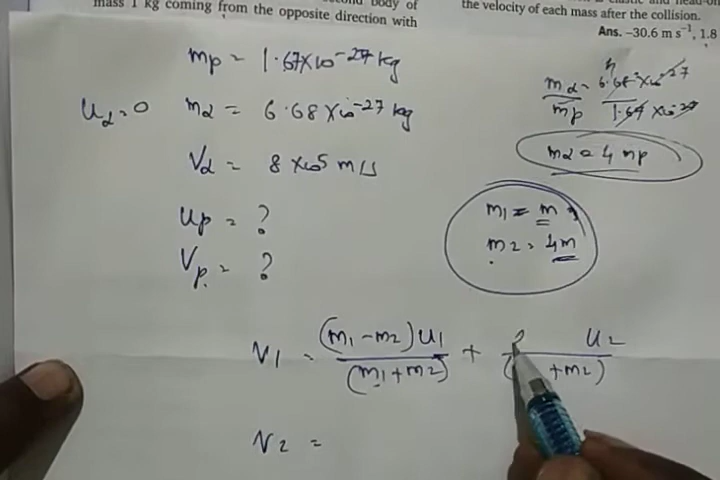 mass 1 kg coming from the opposite direction with
the velocity of each mass after the collision.
Ans. –30.6 m s⁻¹, 1.8
mp = 1.67×10⁻²⁷ kg
u𝛼 = 0 m𝛼 = 6.68×10⁻²⁷ kg
V𝛼 = 8×10⁵ m/s
up = ?
Vp = ?
m𝛼/mp = 6.68×10⁻²⁷/1.67×10⁻²⁷ 4
m𝛼 = 4 mp
m1 = m
m2 = 4m
V1 = (m1-m2)u1/(m1+m2) + 2 u2/( +m2)
V2 =